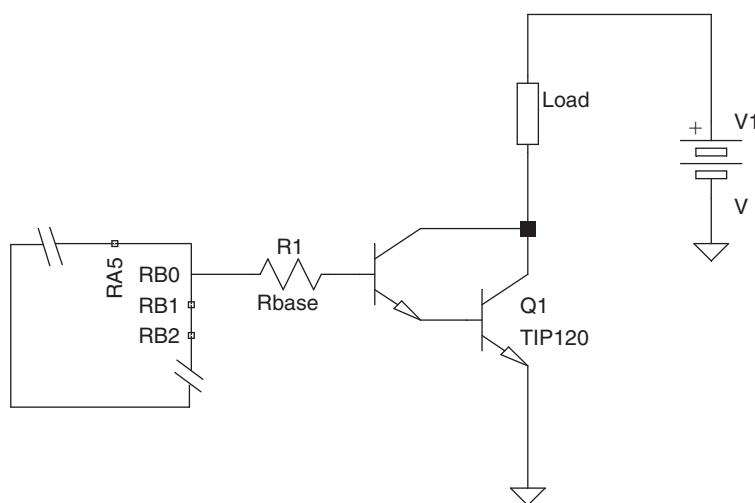 Load
+
V1
V
RA5
RB0
RB1
RB2
R1
Rbase
Q1
TIP120